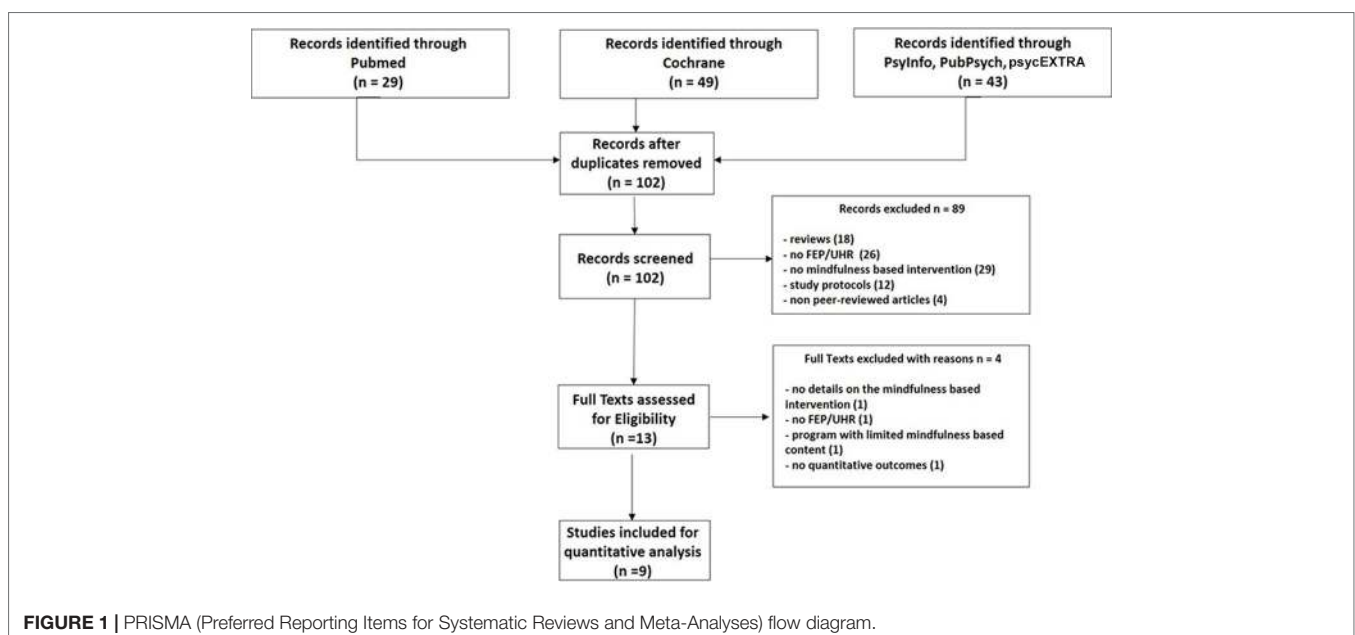 Records identified through
Pubmed
(n = 29)
Records identified through
Cochrane
(n = 49)
Records identified through
PsyInfo, PubPsych, psycEXTRA
(n = 43)
Records after
duplicates removed
(n = 102)
Records screened
(n = 102)
Records excluded n = 89
- reviews (18)
- no FEP/UHR (26)
- no mindfulness based intervention (29)
- study protocols (12)
- non peer-reviewed articles (4)
Full Texts assessed
for Eligibility
(n =13)
Full Texts excluded with reasons n = 4
- no details on the mindfulness based
intervention (1)
- no FEP/UHR (1)
- program with limited mindfulness based
content (1)
- no quantitative outcomes (1)
Studies included for
quantitative analysis
(n =9)
FIGURE 1 | PRISMA (Preferred Reporting Items for Systematic Reviews and Meta-Analyses) flow diagram.